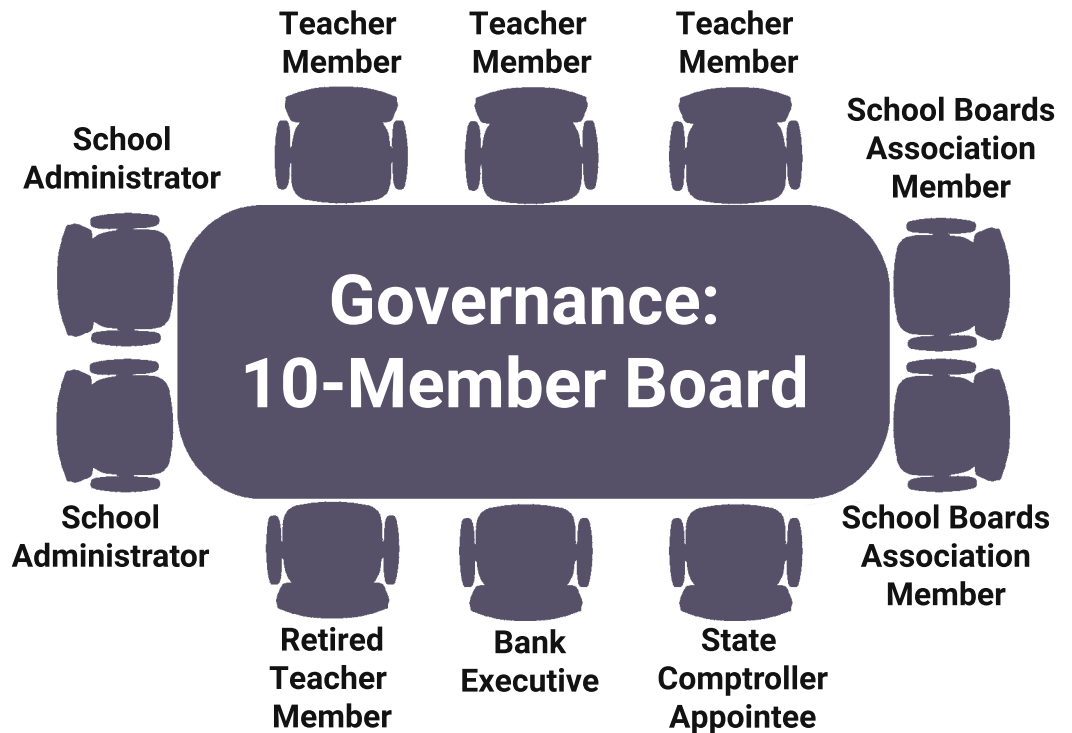 Teacher
Member
Teacher
Member
Teacher
Member
School
Administrator
School Boards
Association
Member
Governance:
10-Member Board
School
Administrator
School Boards
Association
Member
Retired
Teacher
Member
Bank
Executive
State
Comptroller
Appointee